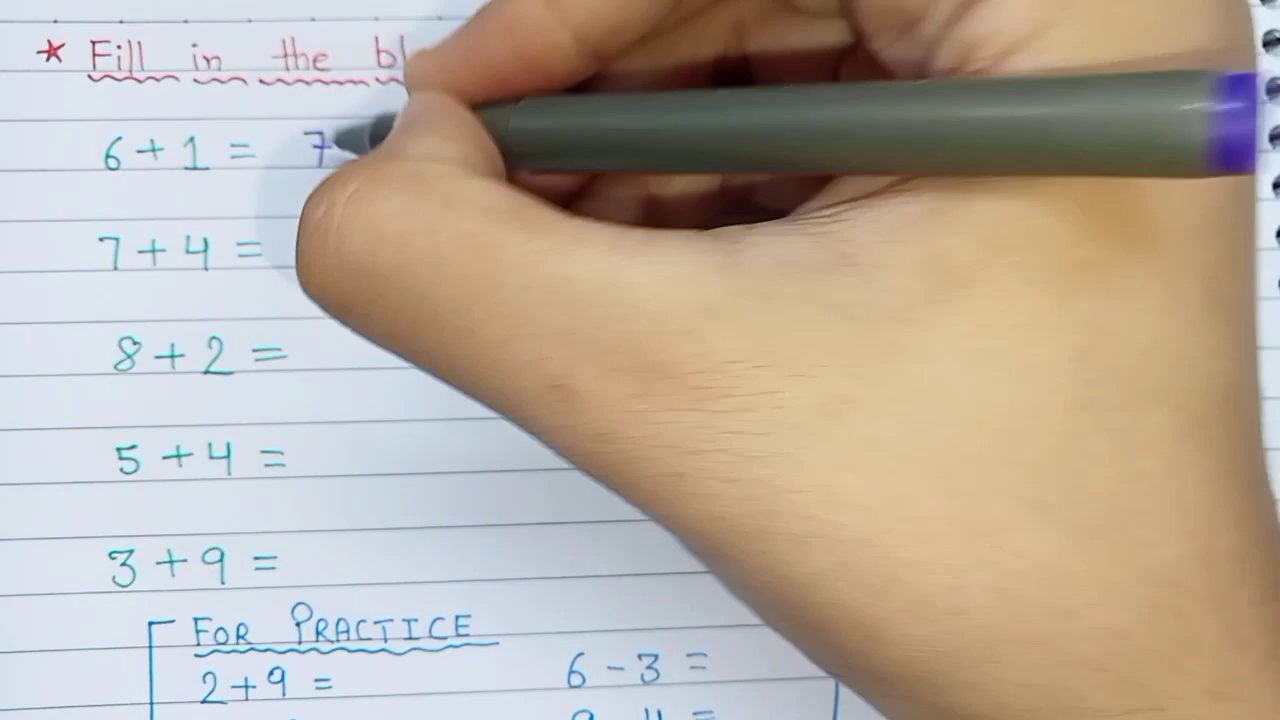 * Fill in the
6 + 1 = 7
7 + 4 =
8 + 2 =
5 + 4 =
3 + 9 =
FOR PRACTICE
2 + 9 = 6 - 3 =